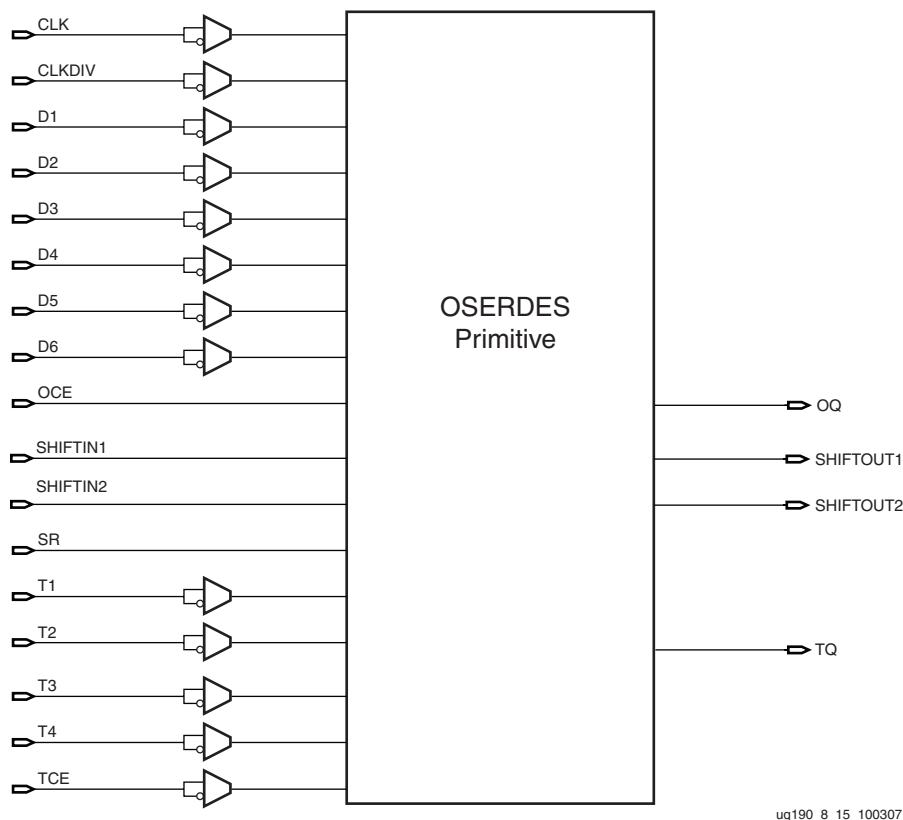 CLK
CLKDIV
D1
D2
D3
D4
D5
D6
OCE
SHIFTIN1
SHIFTIN2
SR
T1
T2
T3
T4
TCE
OSERDES
Primitive
OQ
SHIFTOUT1
SHIFTOUT2
TQ
ug190_8_15_100307